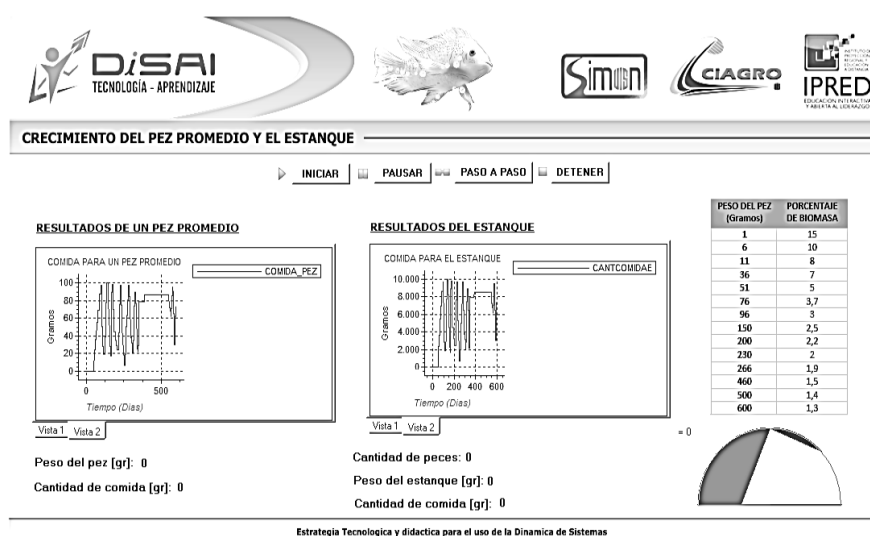 DiSAI
TECNOLOGÍA - APRENDIZAJE
Simon
CIAGRO
IPRED
CRECIMIENTO DEL PEZ PROMEDIO Y EL ESTANQUE
INICIAR PAUSAR PASO A PASO DETENER
RESULTADOS DE UN PEZ PROMEDIO
COMIDA PARA UN PEZ PROMEDIO
COMIDA_PEZ
100
80
60
40
20
0
Gramos
0 500
Tiempo (Dias)
Vista 1 Vista 2
Peso del pez [gr]: 0
Cantidad de comida [gr]: 0
RESULTADOS DEL ESTANQUE
COMIDA PARA EL ESTANQUE
CANTCOMIDAE
10.000
8.000
6.000
4.000
2.000
0
Gramos
0 200 400 600
Tiempo (Dias)
Vista 1 Vista 2
Cantidad de peces: 0
Peso del estanque [gr]: 0
Cantidad de comida [gr]: 0
PESO DEL PEZ PORCENTAJE
(Gramos) DE BIOMASA
1 15
6 10
11 8
36 7
51 5
76 3,7
96 3
150 2,5
200 2,2
230 2
266 1,9
460 1,5
500 1,4
600 1,3
= 0
Estrategia Tecnologica y didactica para el uso de la Dinamica de Sistemas